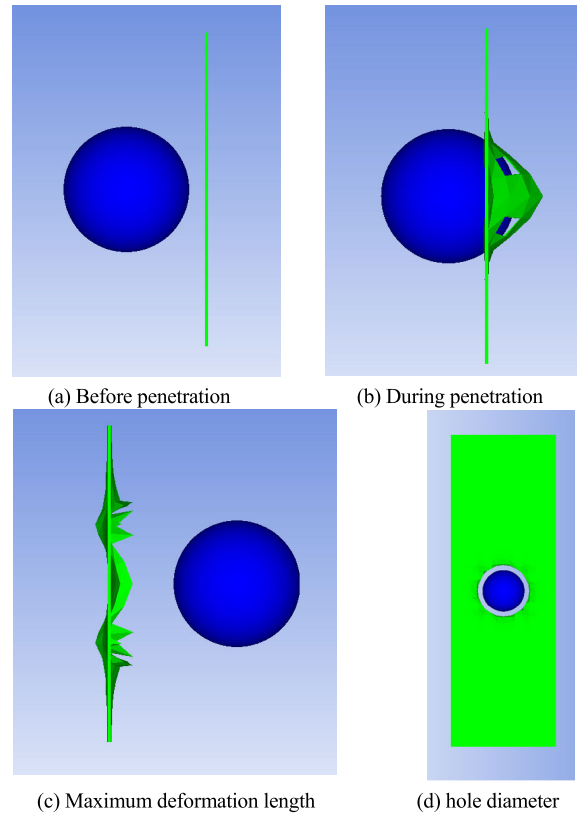 (a) Before penetration
(b) During penetration
(c) Maximum deformation length
(d) hole diameter